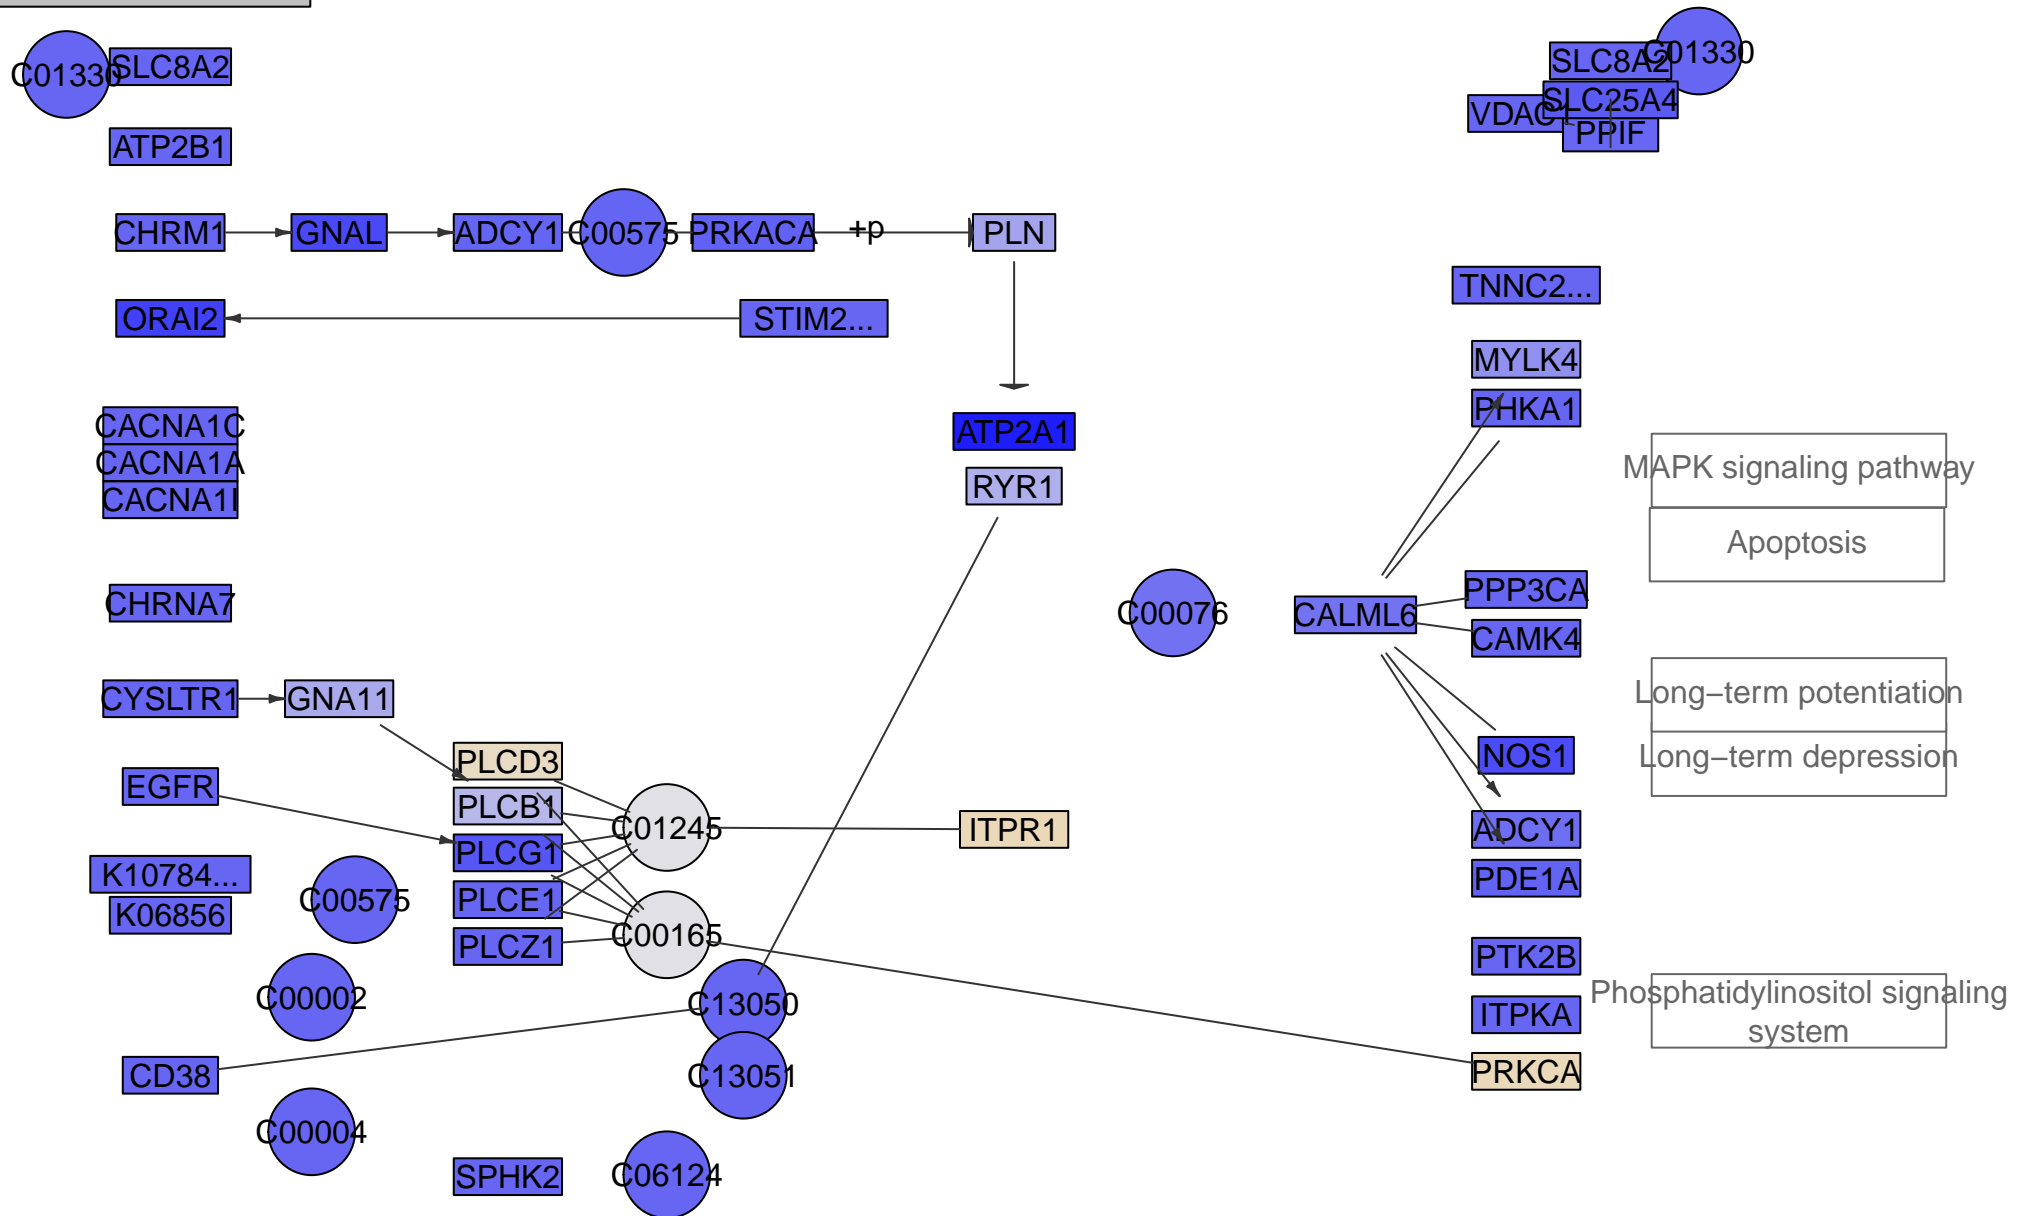 C01330
SLC8A2
SLC8A2
C01330
SLC25A4
VDAC1
PPIF
ATP2B1
CHRM1
GNAL
ADCY1
C00575
PRKACA
+p
PLN
TNNC2...
ORAI2
STIM2...
MYLK4
PHKA1
CACNA1C
CACNA1A
CACNA1I
ATP2A1
RYR1
MAPK signaling pathway
Apoptosis
CHRNA7
C00076
CALML6
PPP3CA
CAMK4
CYSLTR1
GNA11
Long−term potentiation
Long−term depression
NOS1
PLCD3
EGFR
PLCB1
C01245
ITPR1
ADCY1
PLCG1
K10784...
K06856
C00575
PLCE1
PDE1A
PLCZ1
C00165
PTK2B
C00002
C13050
ITPKA
Phosphatidylinositol signaling
system
CD38
C13051
PRKCA
C00004
SPHK2
C06124